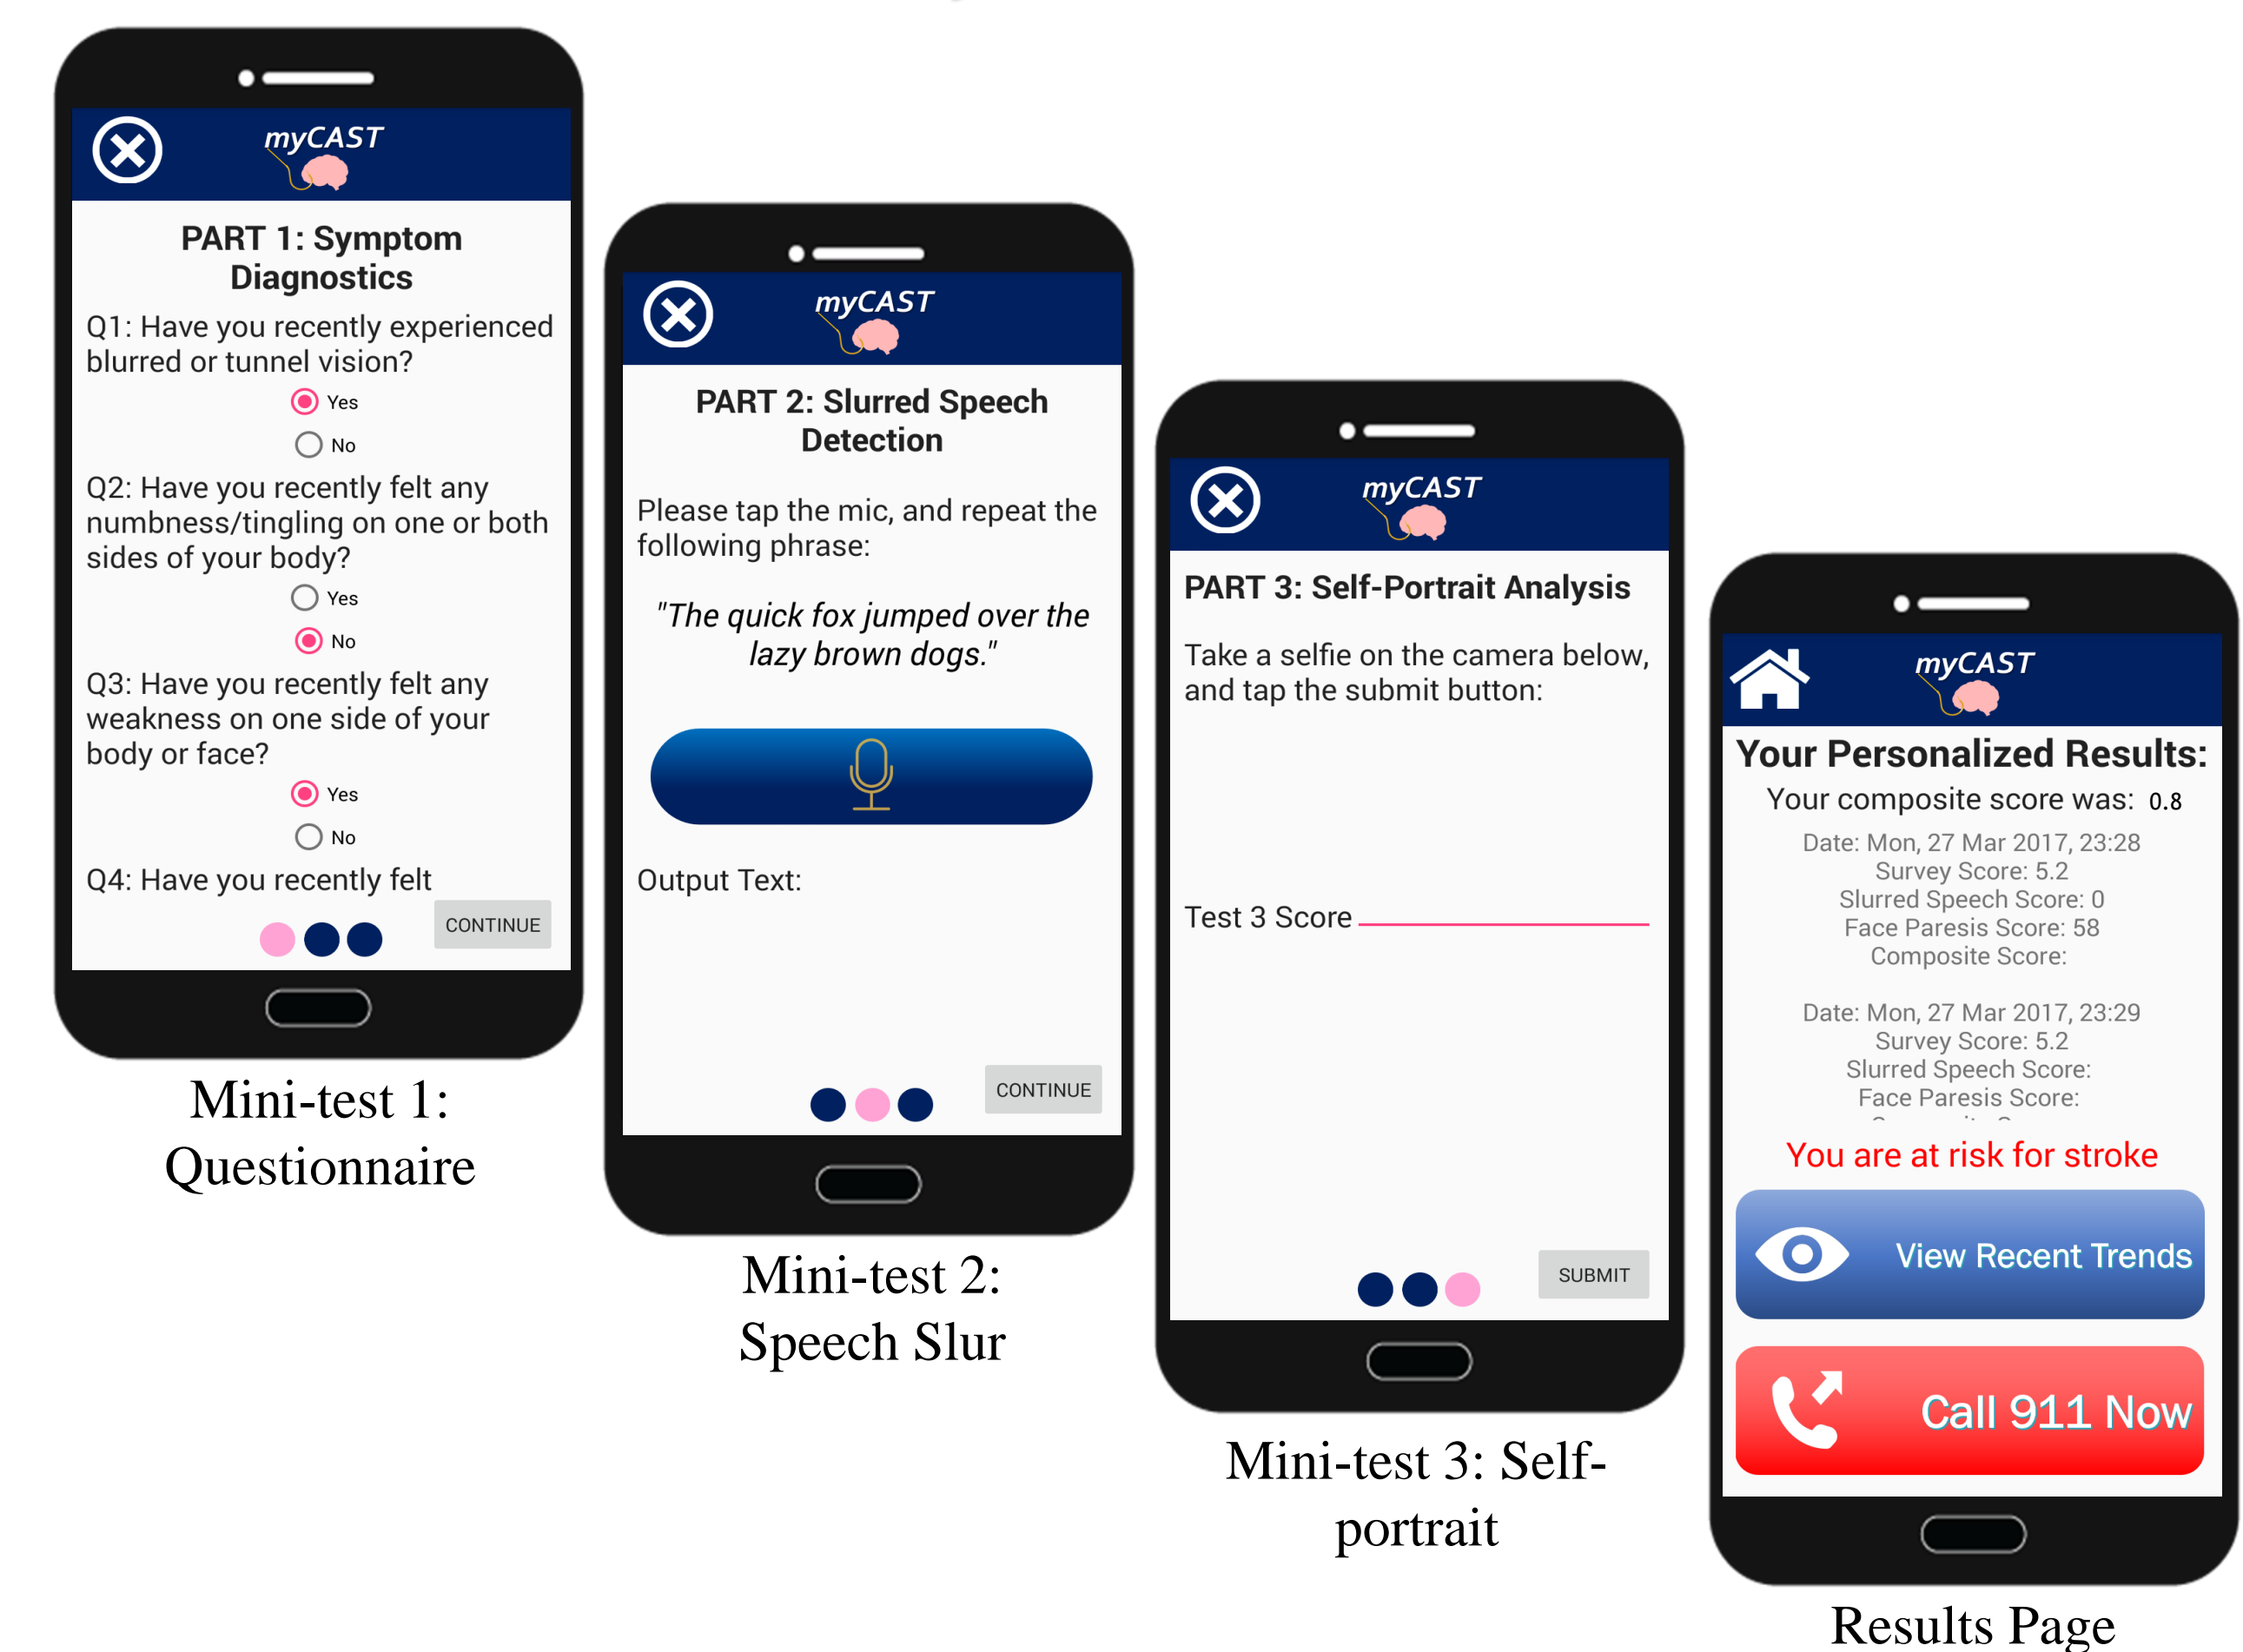 myCAST
PART 1: Symptom
Diagnostics
Q1: Have you recently experienced
blurred or tunnel vision?
Yes
No
Q2: Have you recently felt any
numbness/tingling on one or both
sides of your body?
Yes
No
Q3: Have you recently felt any
weakness on one side of your
body or face?
Yes
No
Q4: Have you recently felt
CONTINUE
Mini-test 1:
Questionnaire
myCAST
PART 2: Slurred Speech
Detection
Please tap the mic, and repeat the
following phrase:
"The quick fox jumped over the
lazy brown dogs."
Output Text:
CONTINUE
Mini-test 2:
Speech Slur
myCAST
PART 3: Self-Portrait Analysis
Take a selfie on the camera below,
and tap the submit button:
Test 3 Score
SUBMIT
Mini-test 3: Self-
portrait
myCAST
Your Personalized Results:
Your composite score was: 0.8
Date: Mon, 27 Mar 2017, 23:28
Survey Score: 5.2
Slurred Speech Score: 0
Face Paresis Score: 58
Composite Score:
Date: Mon, 27 Mar 2017, 23:29
Survey Score: 5.2
Slurred Speech Score:
Face Paresis Score:
You are at risk for stroke
View Recent Trends
Call 911 Now
Results Page